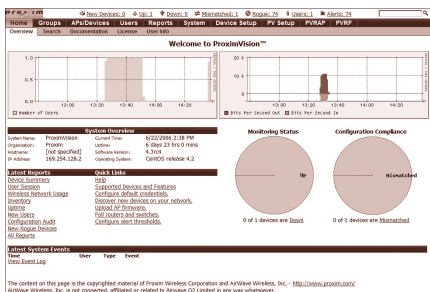 proxim
New Devices: 0 Up: 1 Down: 0 Mismatched: 1 Rogue: 74 Users: 1 Alerts: 74
Home Groups APs/Devices Users Reports System Device Setup PV Setup PVRAP PVRF
Overview Search Documentation License User Info
Welcome to ProximVision™
1.0
0.5
0.0
13:00 13:20 13:40 14:00 14:20
Number of Users
20 k
10 k
0
13:00 13:20 13:40 14:00 14:20
Bits Per Second Out Bits Per Second In
System Overview
System Name: ProximVision Current Time: 6/22/2006 2:38 PM
Organization: Proxim Uptime: 6 days 23 hrs 0 mins
Hostname: [not specified] Software Version: 4.3rc4
IP Address: 169.254.128.2 Operating System: CentOS release 4.2
Latest Reports
Device Summary
User Session
Wireless Network Usage
Inventory
Uptime
New Users
Configuration Audit
New Rogue Devices
All Reports
Quick Links
Help
Supported Devices and Features
Configure default credentials.
Discover new devices on your network.
Upload AP firmware.
Poll routers and switches.
Configure alert thresholds.
Monitoring Status
Up
0 of 1 devices are Down
Configuration Compliance
Mismatched
1 of 1 devices are Mismatched
Latest System Events
Time User Type Event
View Event Log
The content on this page is the copyrighted material of Proxim Wireless Corporation and AirWave Wireless, Inc. - http://www.proxim.com/
AirWave Wireless, Inc. is not connected, affiliated or related to Airwave O2 Limited in any way whatsoever.